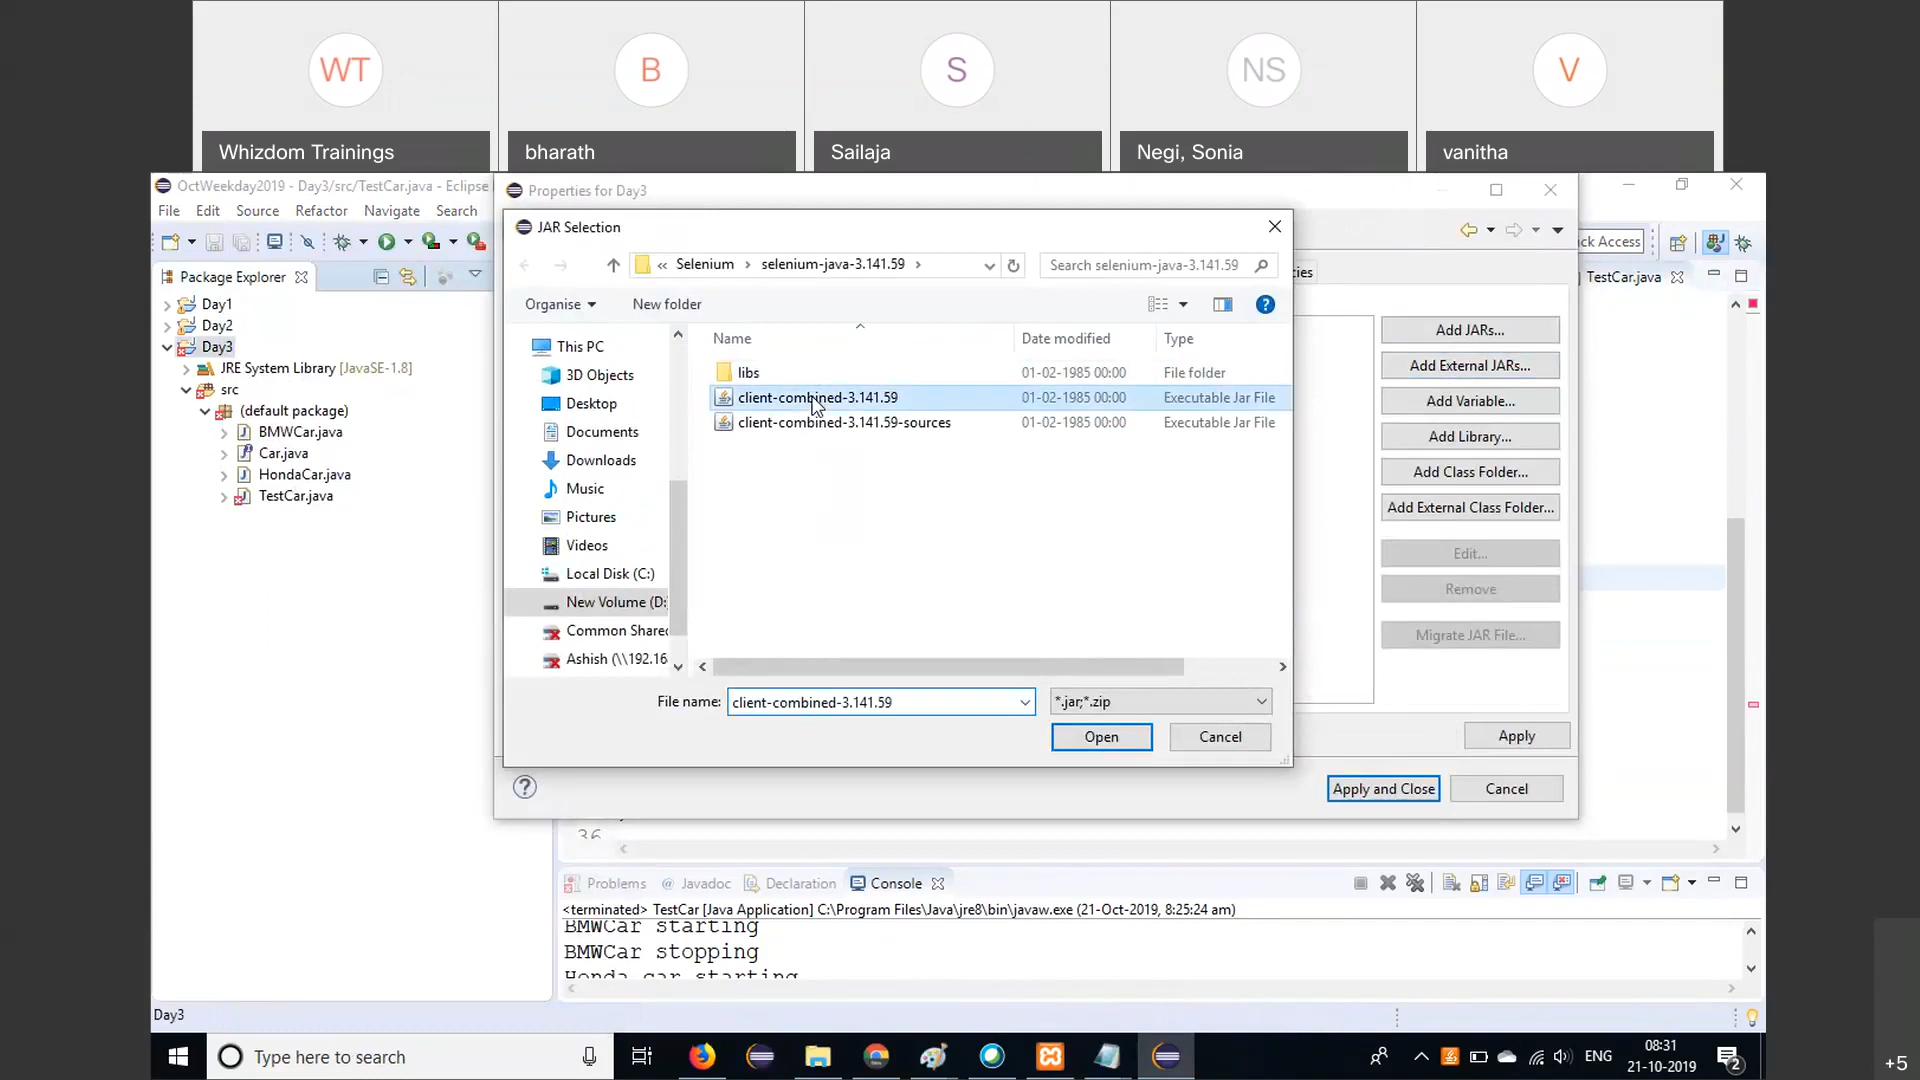 WT
B
S
NS
V
Whizdom Trainings
bharath
Sailaja
Negi, Sonia
vanitha
OctWeekday2019 - Day3/src/TestCar.java - Eclipse
Properties for Day3
File Edit Source Refactor Navigate Search
JAR Selection
« Selenium › selenium-java-3.141.59 ›
Search selenium-java-3.141.59
ck Access
Package Explorer
cies
TestCar.java
Organise
New folder
Day1
Day2
Day3
JRE System Library [JavaSE-1.8]
src
(default package)
BMWCar.java
Car.java
HondaCar.java
TestCar.java
This PC
3D Objects
Desktop
Documents
Downloads
Music
Pictures
Videos
Local Disk (C:)
New Volume (D:
Common Share
Ashish (\\192.16
Name Date modified Type
libs 01-02-1985 00:00 File folder
client-combined-3.141.59 01-02-1985 00:00 Executable Jar File
client-combined-3.141.59-sources 01-02-1985 00:00 Executable Jar File
Add JARs...
Add External JARs...
Add Variable...
Add Library...
Add Class Folder...
Add External Class Folder...
Edit...
Remove
Migrate JAR File...
File name: client-combined-3.141.59
*.jar;*.zip
Open
Cancel
Apply
?
Apply and Close
Cancel
36
Problems
@ Javadoc
Declaration
Console
<terminated> TestCar [Java Application] C:\Program Files\Java\jre8\bin\javaw.exe (21-Oct-2019, 8:25:24 am)
BMWCar starting
BMWCar stopping
Honda car starting
Day3
Type here to search
ENG
08:31
21-10-2019
2
+5